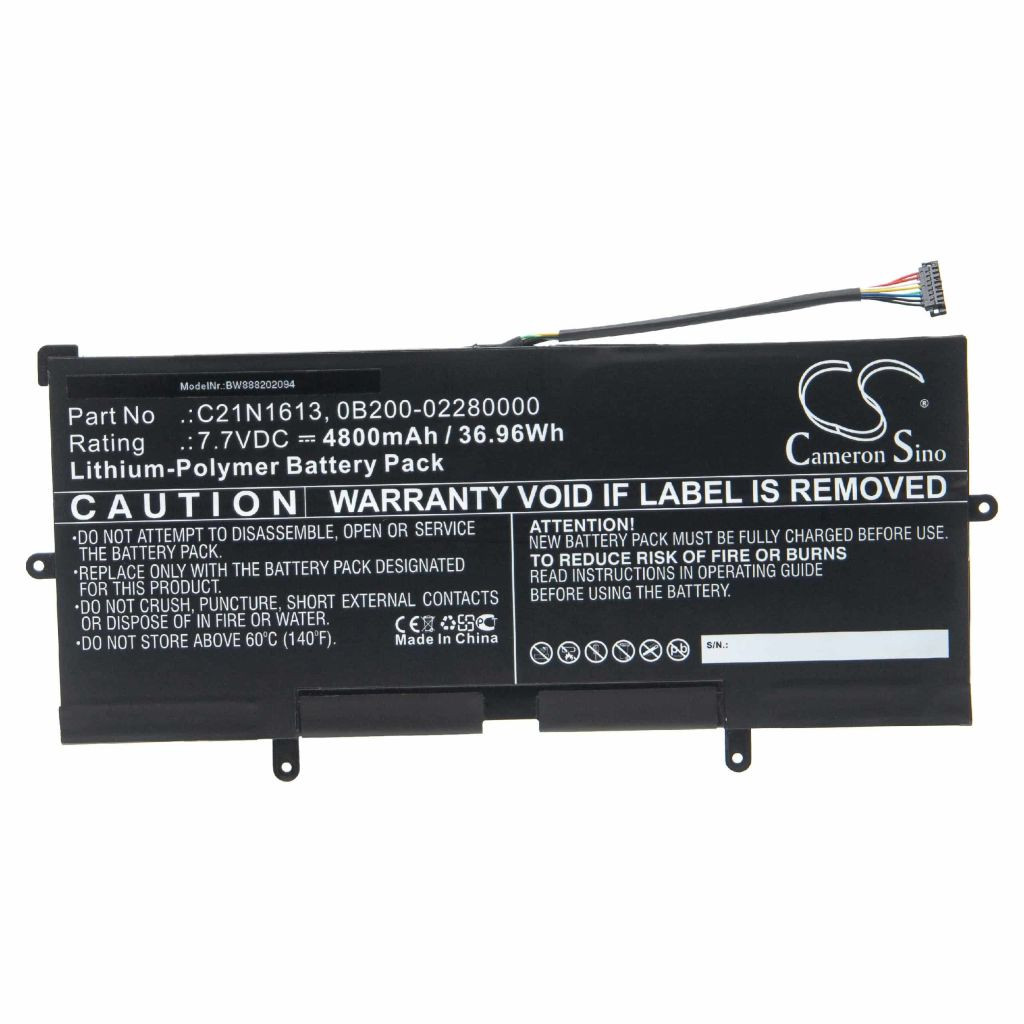 ModelNr.:BW888202094
Part No .: C21N1613, 0B200-02280000
Rating .: 7.7VDC ⎓ 4800mAh / 36.96Wh
Lithium-Polymer Battery Pack
CS ®
Cameron Sino
CAUTION
WARRANTY VOID IF LABEL IS REMOVED
•DO NOT ATTEMPT TO DISASSEMBLE, OPEN OR SERVICE
THE BATTERY PACK.
•REPLACE ONLY WITH THE BATTERY PACK DESIGNATED
FOR THIS PRODUCT.
•DO NOT CRUSH, PUNCTURE, SHORT EXTERNAL CONTACTS
OR DISPOSE OF IN FIRE OR WATER.
•DO NOT STORE ABOVE 60°C (140°F).
CE
Made In China
ATTENTION!
NEW BATTERY PACK MUST BE FULLY CHARGED BEFORE USE.
TO REDUCE RISK OF FIRE OR BURNS
READ INSTRUCTIONS IN OPERATING GUIDE
BEFORE USING THE BATTERY.
Pb
S/N.: